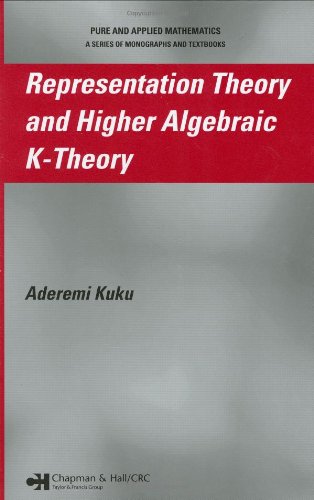 PURE AND APPLIED MATHEMATICS
A SERIES OF MONOGRAPHS AND TEXTBOOKS
Representation Theory
and Higher Algebraic
K-Theory
Aderemi Kuku
Chapman & Hall/CRC
Taylor & Francis Group